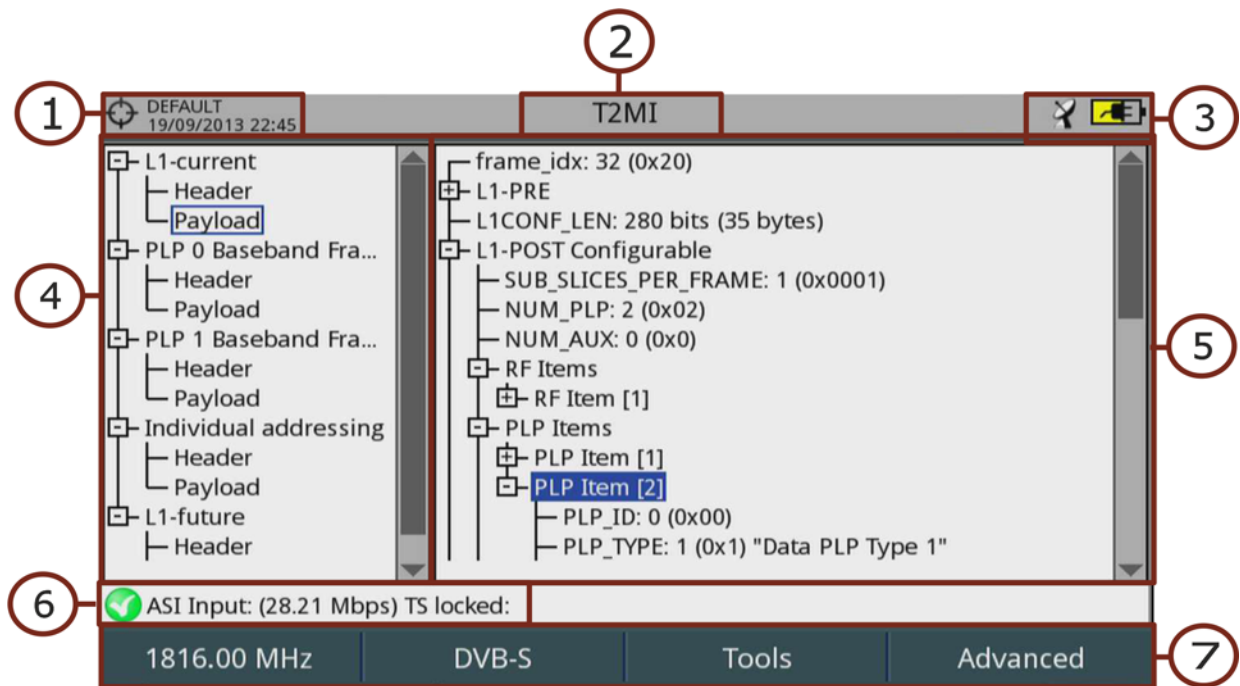 2
1
DEFAULT
19/09/2013 22:45
T2MI
3
L1-current
Header
Payload
PLP 0 Baseband Fra...
Header
Payload
PLP 1 Baseband Fra...
Header
Payload
Individual addressing
Header
Payload
L1-future
Header
4
frame_idx: 32 (0x20)
L1-PRE
L1CONF_LEN: 280 bits (35 bytes)
L1-POST Configurable
SUB_SLICES_PER_FRAME: 1 (0x0001)
NUM_PLP: 2 (0x02)
NUM_AUX: 0 (0x0)
RF Items
RF Item [1]
PLP Items
PLP Item [1]
PLP Item [2]
PLP_ID: 0 (0x00)
PLP_TYPE: 1 (0x1) "Data PLP Type 1"
5
6
ASI Input: (28.21 Mbps) TS locked:
1816.00 MHz
DVB-S
Tools
Advanced
7